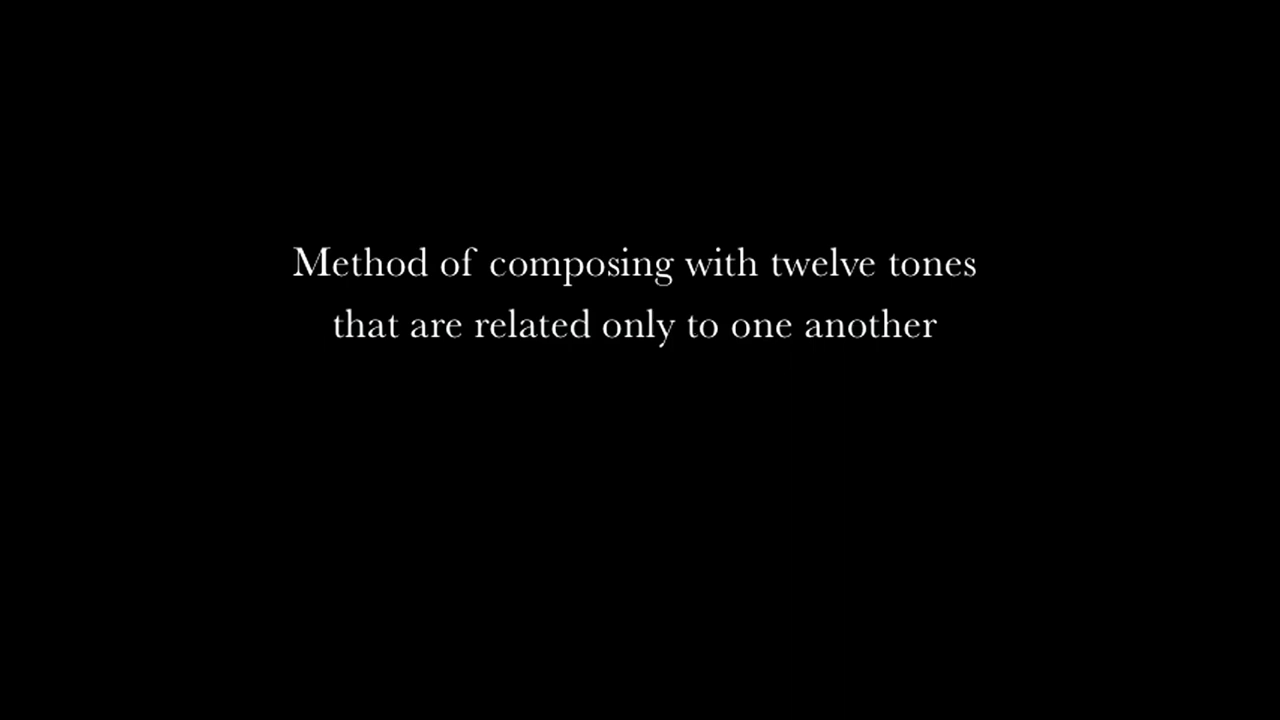 Method of composing with twelve tones
that are related only to one another